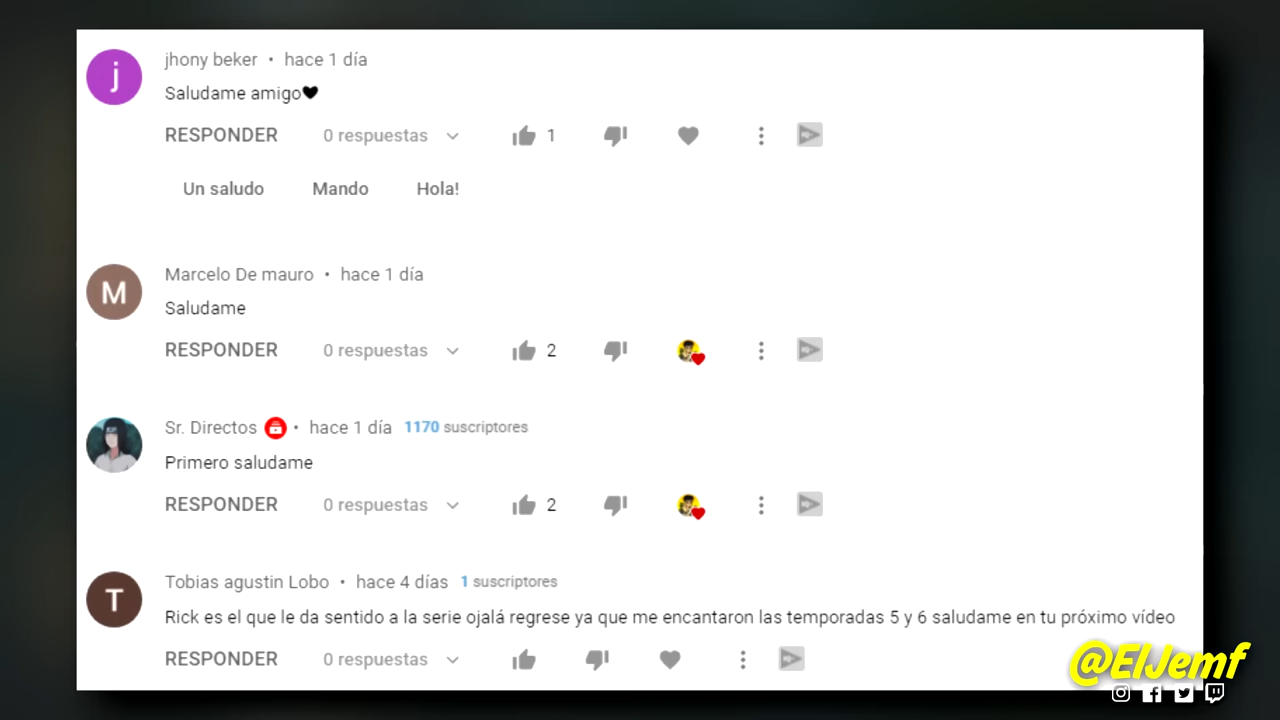 j
jhony beker • hace 1 día
Saludame amigo🖤
RESPONDER 0 respuestas 1
Un saludo Mando Hola!
M
Marcelo De mauro • hace 1 día
Saludame
RESPONDER 0 respuestas 2
Sr. Directos • hace 1 día 1170 suscriptores
Primero saludame
RESPONDER 0 respuestas 2
T
Tobias agustin Lobo • hace 4 días 1 suscriptores
Rick es el que le da sentido a la serie ojalá regrese ya que me encantaron las temporadas 5 y 6 saludame en tu próximo vídeo
RESPONDER 0 respuestas
@ElJemf